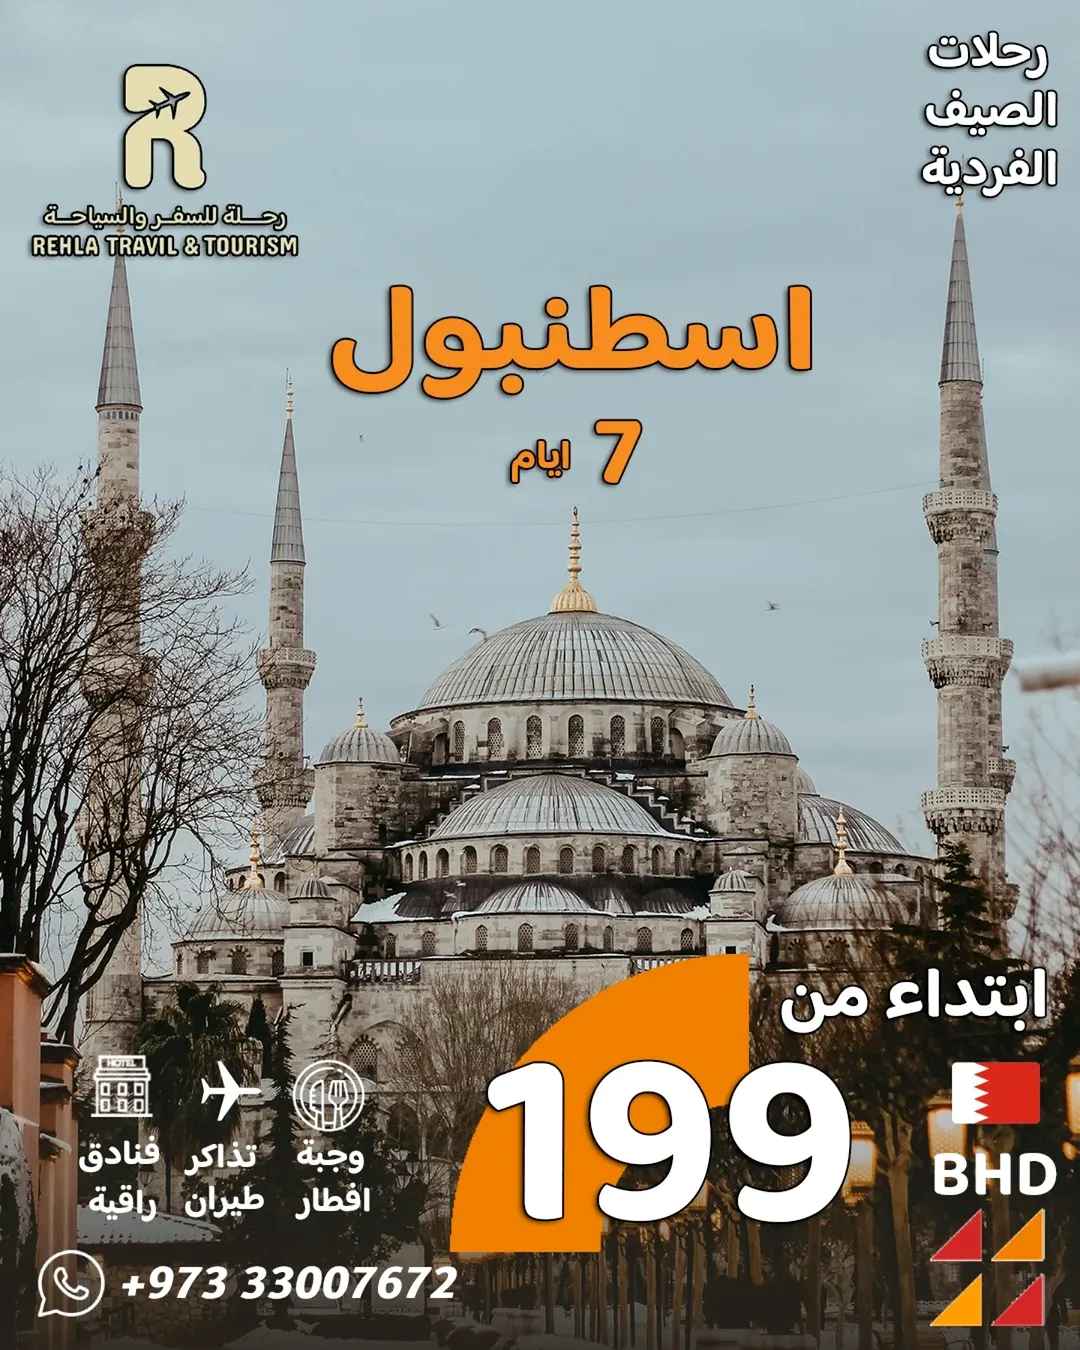 رحلات
الصيف
الفردية
رحلة للسفر والسياحة
REHLA TRAVIL & TOURISM
اسطنبول
7 ايام
ابتداء من
199
BHD
HOTEL
فنادق
راقية
تذاكر
طيران
وجبة
افطار
+973 33007672